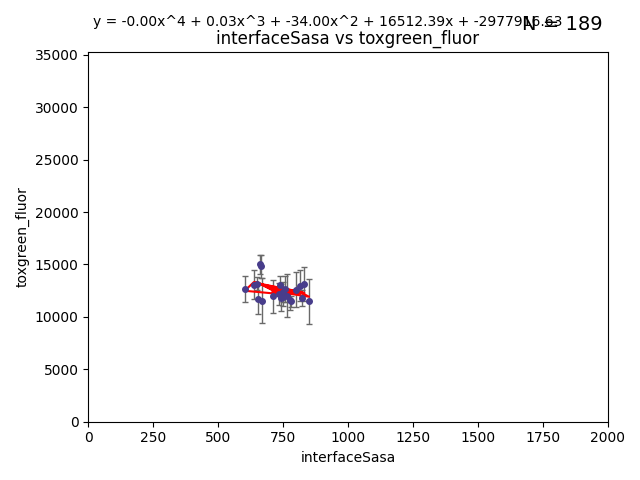 y = -0.00x^4 + 0.03x^3 + -34.00x^2 + 16512.39x + -2977915.63
N = 189
interfaceSasa vs toxgreen_fluor
35000
30000
25000
20000
15000
10000
5000
0
toxgreen_fluor
0 250 500 750 1000 1250 1500 1750 2000
interfaceSasa